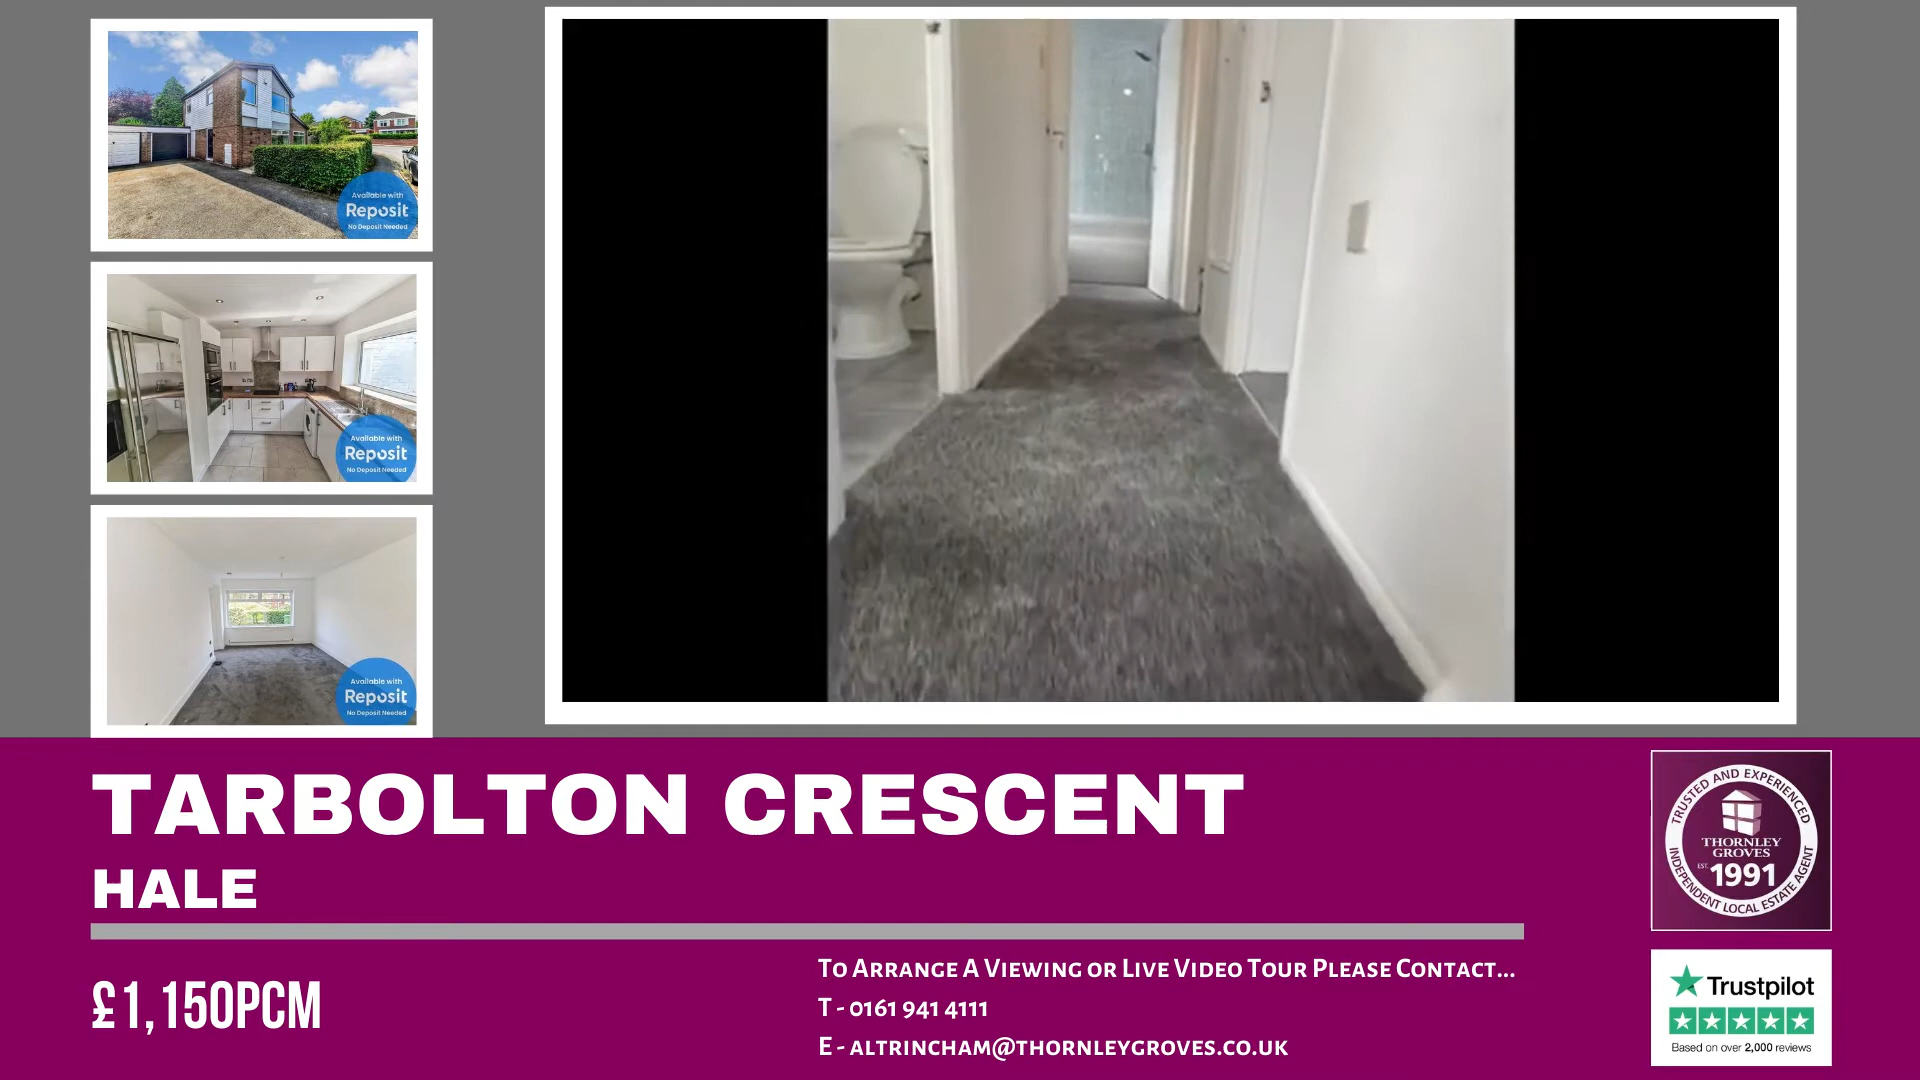 Available with
Reposit
No Deposit Needed
Available with
Reposit
No Deposit Needed
Available with
Reposit
No Deposit Needed
TARBOLTON CRESCENT
HALE
£1,150PCM
To Arrange A Viewing or Live Video Tour Please Contact...
T - 0161 941 4111
E - ALTRINCHAM@THORNLEYGROVES.CO.UK
TRUSTED AND EXPERIENCED
THORNLEY
GROVES
EST. 1991
INDEPENDENT LOCAL ESTATE AGENT
Trustpilot
Based on over 2,000 reviews